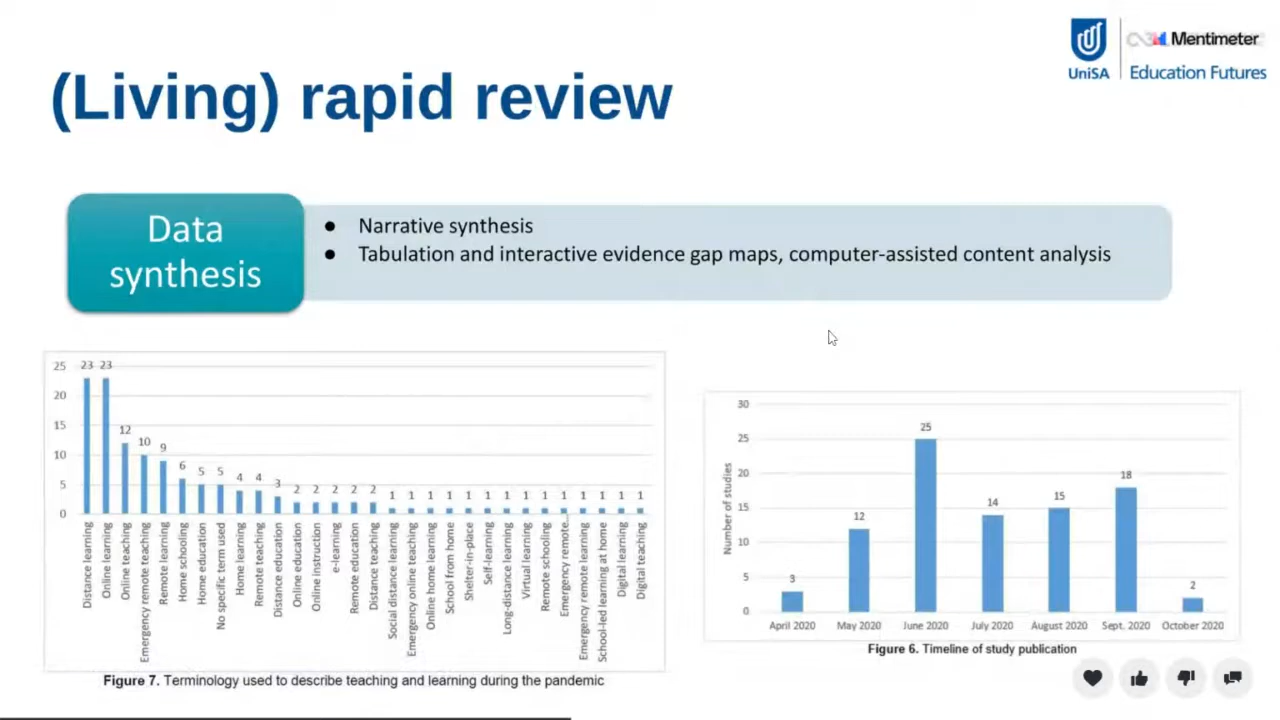 UniSA
Mentimeter
Education Futures
(Living) rapid review
Data
synthesis
● Narrative synthesis
● Tabulation and interactive evidence gap maps, computer-assisted content analysis
25
20
15
10
5
0
23 23 12 10 9 6 5 5 4 4 3 2 2 2 2 2 1 1 1 1 1 1 1 1 1 1 1 1 1 1
Distance learning
Online learning
Online teaching
Emergency remote teaching
Remote learning
Home schooling
Home education
No specific term used
Home learning
Remote teaching
Distance education
Online education
Online instruction
e-learning
Remote education
Distance teaching
Social distance learning
Emergency online teaching
Online home learning
School from home
Shelter-in-place
Self-learning
Long-distance learning
Virtual learning
Remote schooling
Emergency remote...
Emergency remote learning
School-led learning at home
Digital learning
Digital teaching
Figure 7. Terminology used to describe teaching and learning during the pandemic
Number of studies
30
25
20
15
10
5
0
3 12 25 14 15 18 2
April 2020 May 2020 June 2020 July 2020 August 2020 Sept. 2020 October 2020
Figure 6. Timeline of study publication